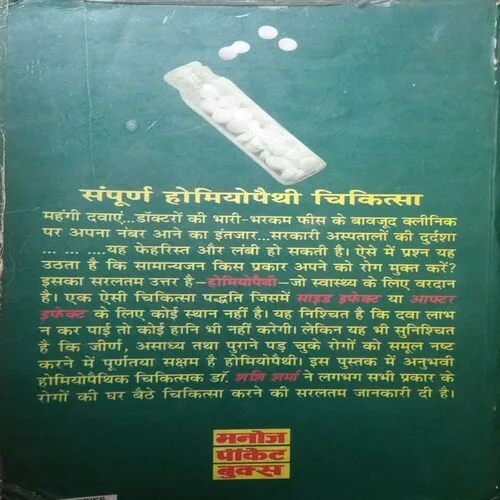 संपूर्ण होमियोपैथी चिकित्सा
महंगी दवाएं...डॉक्टरों की भारी-भरकम फीस के बावजूद क्लीनिक
पर अपना नंबर आने का इंतजार...सरकारी अस्पतालों की दुर्दशा
... ... ....यह फेहरिस्त और लंबी हो सकती है। ऐसे में प्रश्न यह
उठता है कि सामान्यजन किस प्रकार अपने को रोग मुक्त करें?
इसका सरलतम उत्तर है—होमियोपैथी—जो स्वास्थ्य के लिए वरदान
है। एक ऐसी चिकित्सा पद्धति जिसमें साइड इफेक्ट या आफ्टर
इफेक्ट के लिए कोई स्थान नहीं है। यह निश्चित है कि दवा लाभ
न कर पाई तो कोई हानि भी नहीं करेगी। लेकिन यह भी सुनिश्चित
है कि जीर्ण, असाध्य तथा पुराने पड़ चुके रोगों को समूल नष्ट
करने में पूर्णतया सक्षम है होमियोपैथी। इस पुस्तक में अनुभवी
होमियोपैथिक चिकित्सक डॉ. शशि शर्मा ने लगभग सभी प्रकार के
रोगों की घर बैठे चिकित्सा करने की सरलतम जानकारी दी है।
मनोज
पॉकेट
बुक्स